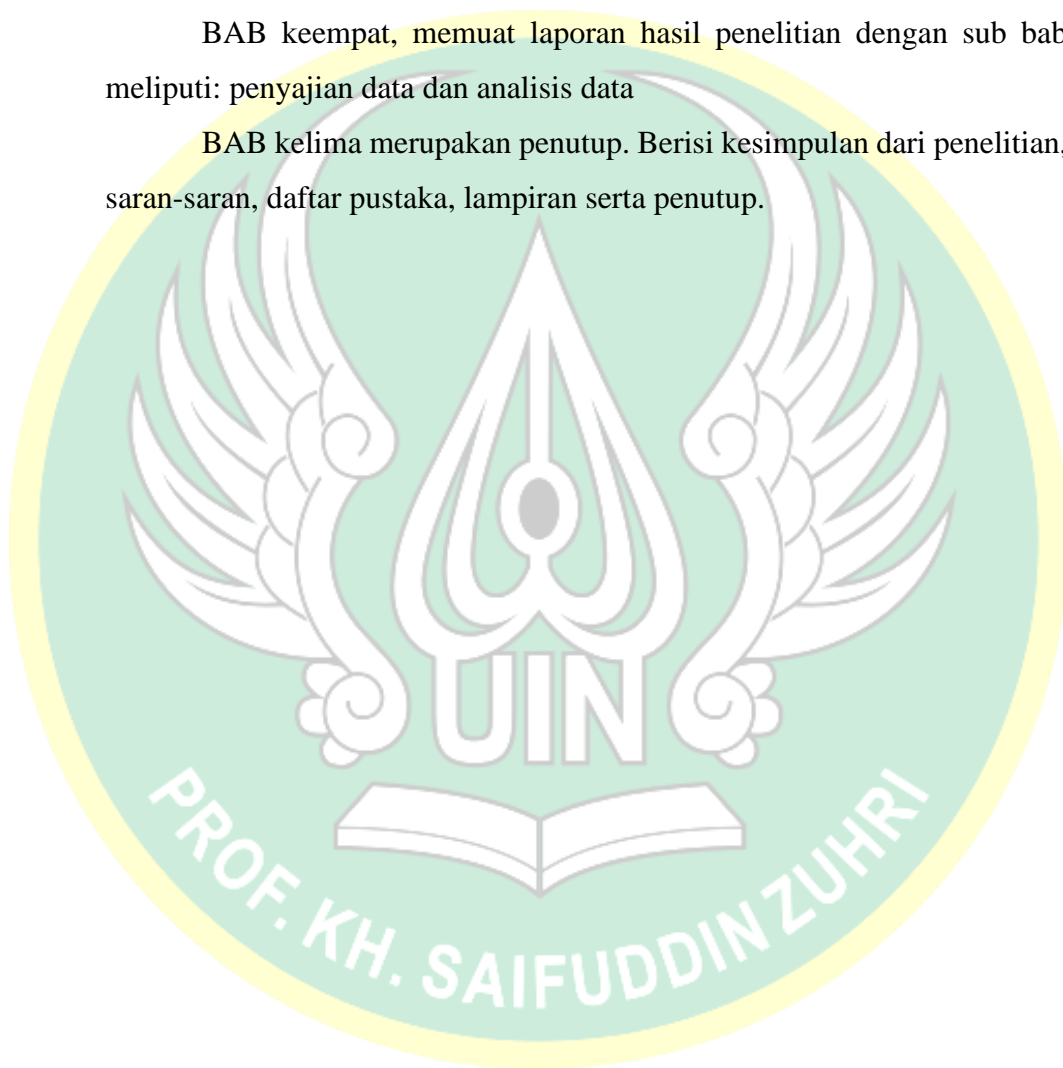 BAB keempat, memuat laporan hasil penelitian dengan sub bab
meliputi: penyajian data dan analisis data
BAB kelima merupakan penutup. Berisi kesimpulan dari penelitian,
saran-saran, daftar pustaka, lampiran serta penutup.
UIN
PROF. KH. SAIFUDDIN ZUHRI